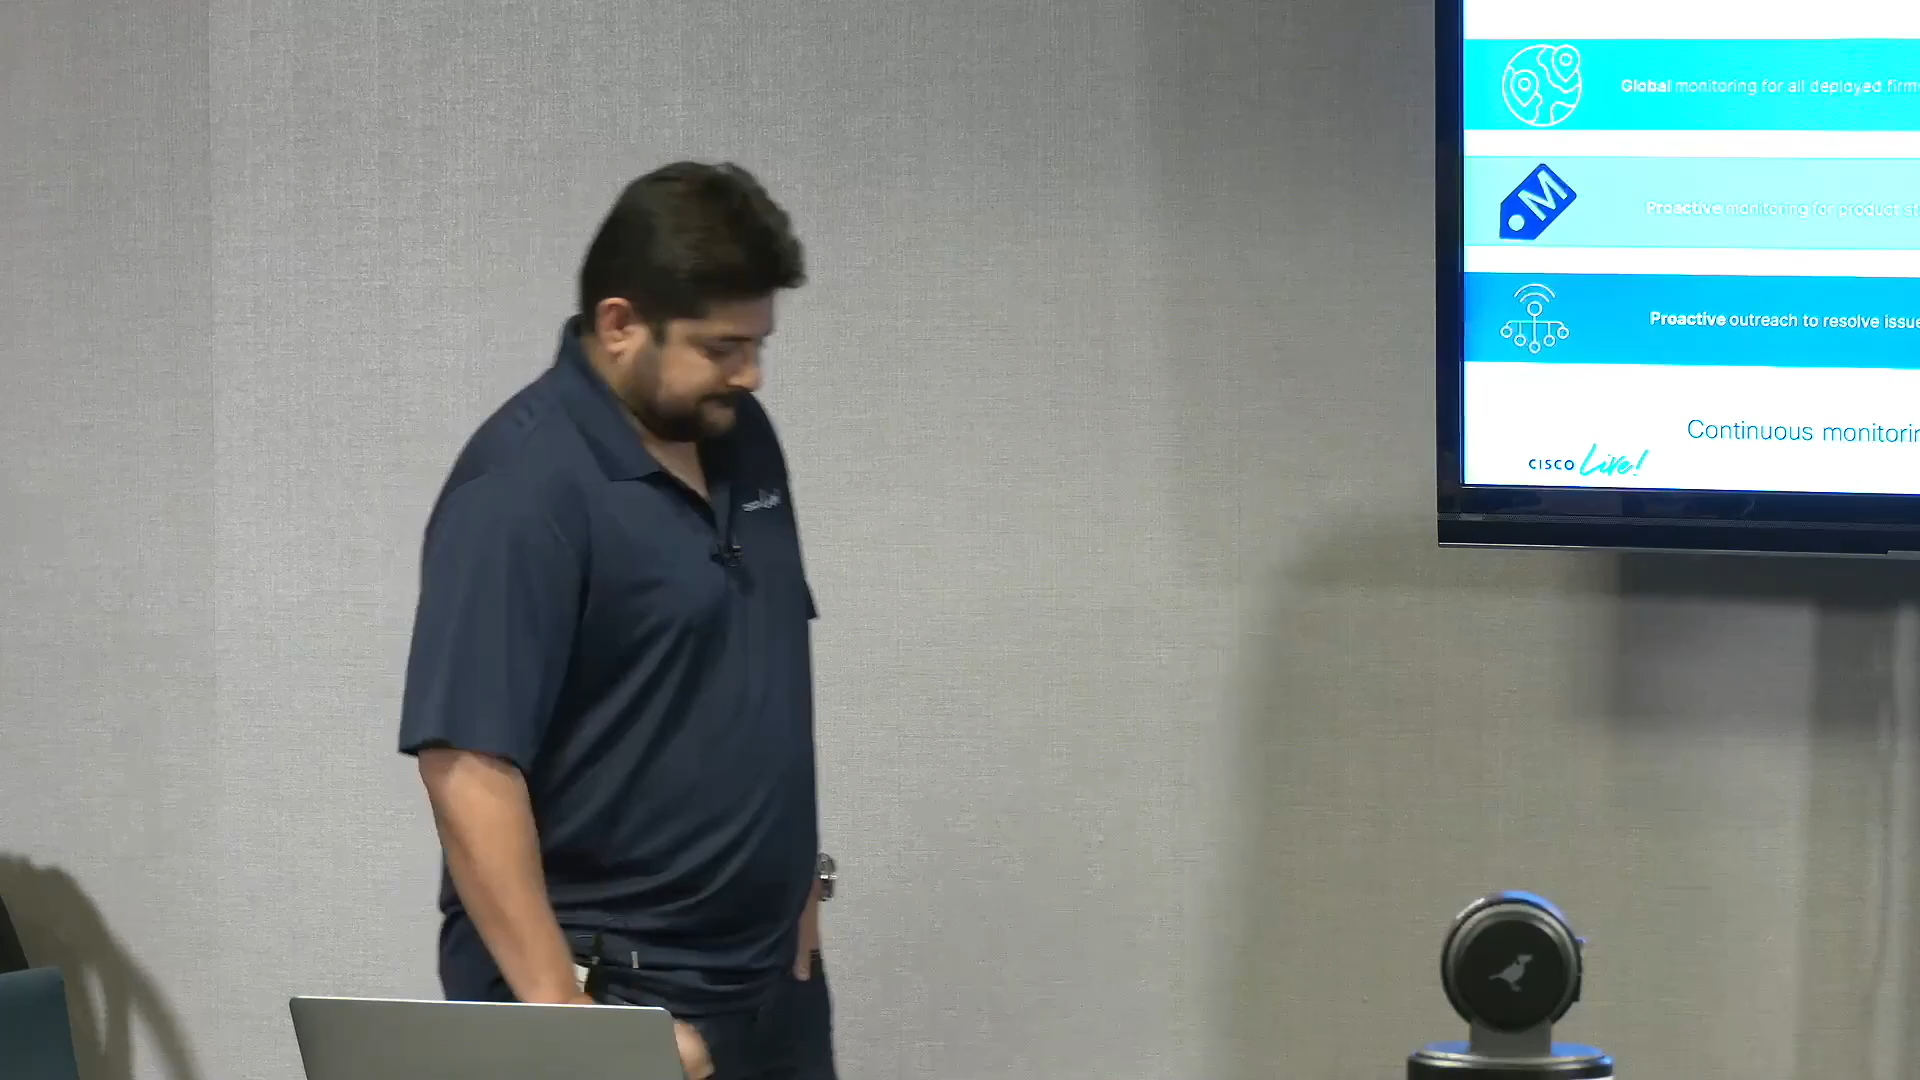 Global monitoring for all deployed firm
M
Proactive monitoring for product st
Proactive outreach to resolve issue
Continuous monitorin
CISCO Live!